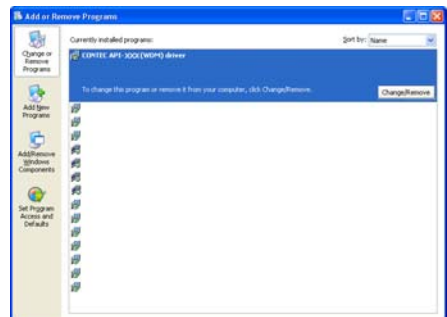 Add or Remove Programs
Change or
Remove
Programs
Add New
Programs
Add/Remove
Windows
Components
Set Program
Access and
Defaults
Currently installed programs:
Sort by: Name
CONTEC API-XXX(WDM) driver
To change this program or remove it from your computer, click Change/Remove.
Change/Remove